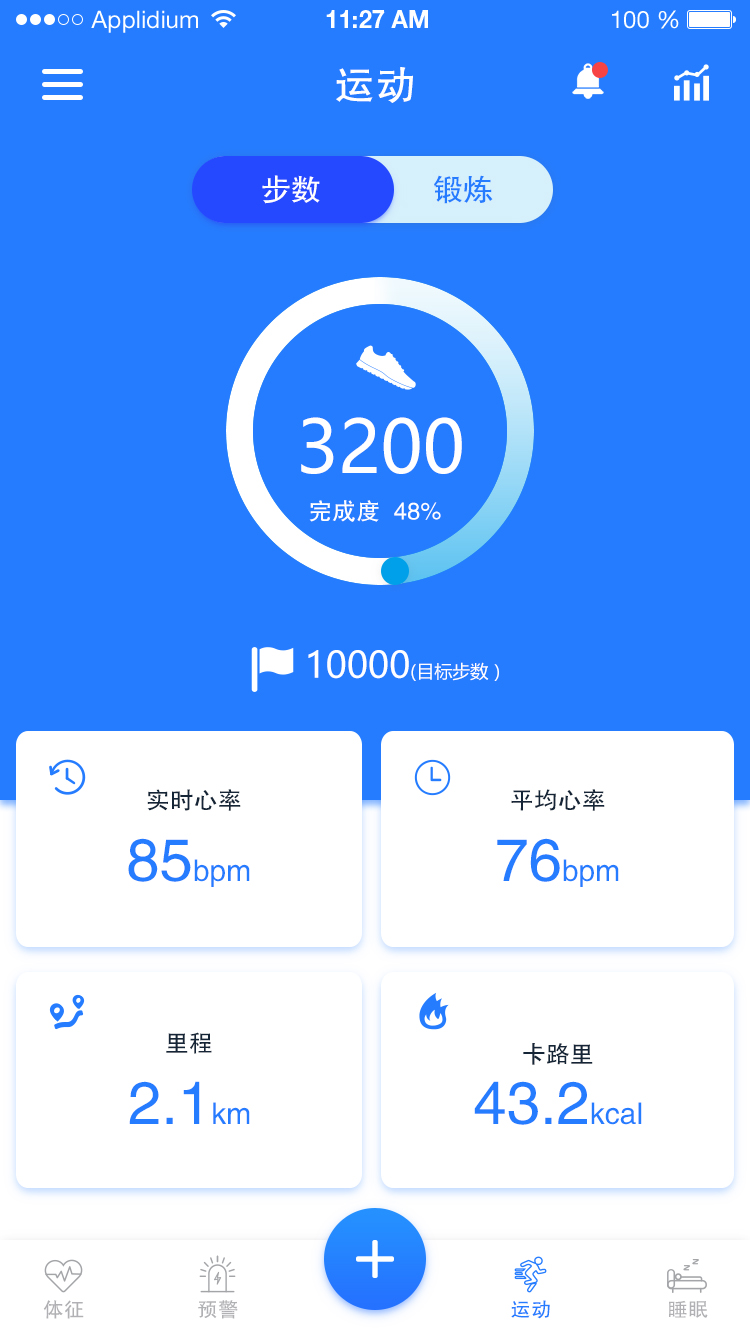 Applidium 11:27 AM 100 %
运动
步数 锻炼
3200
完成度 48%
10000(目标步数 )
实时心率
85bpm
平均心率
76bpm
里程
2.1km
卡路里
43.2kcal
体征 预警 运动 睡眠